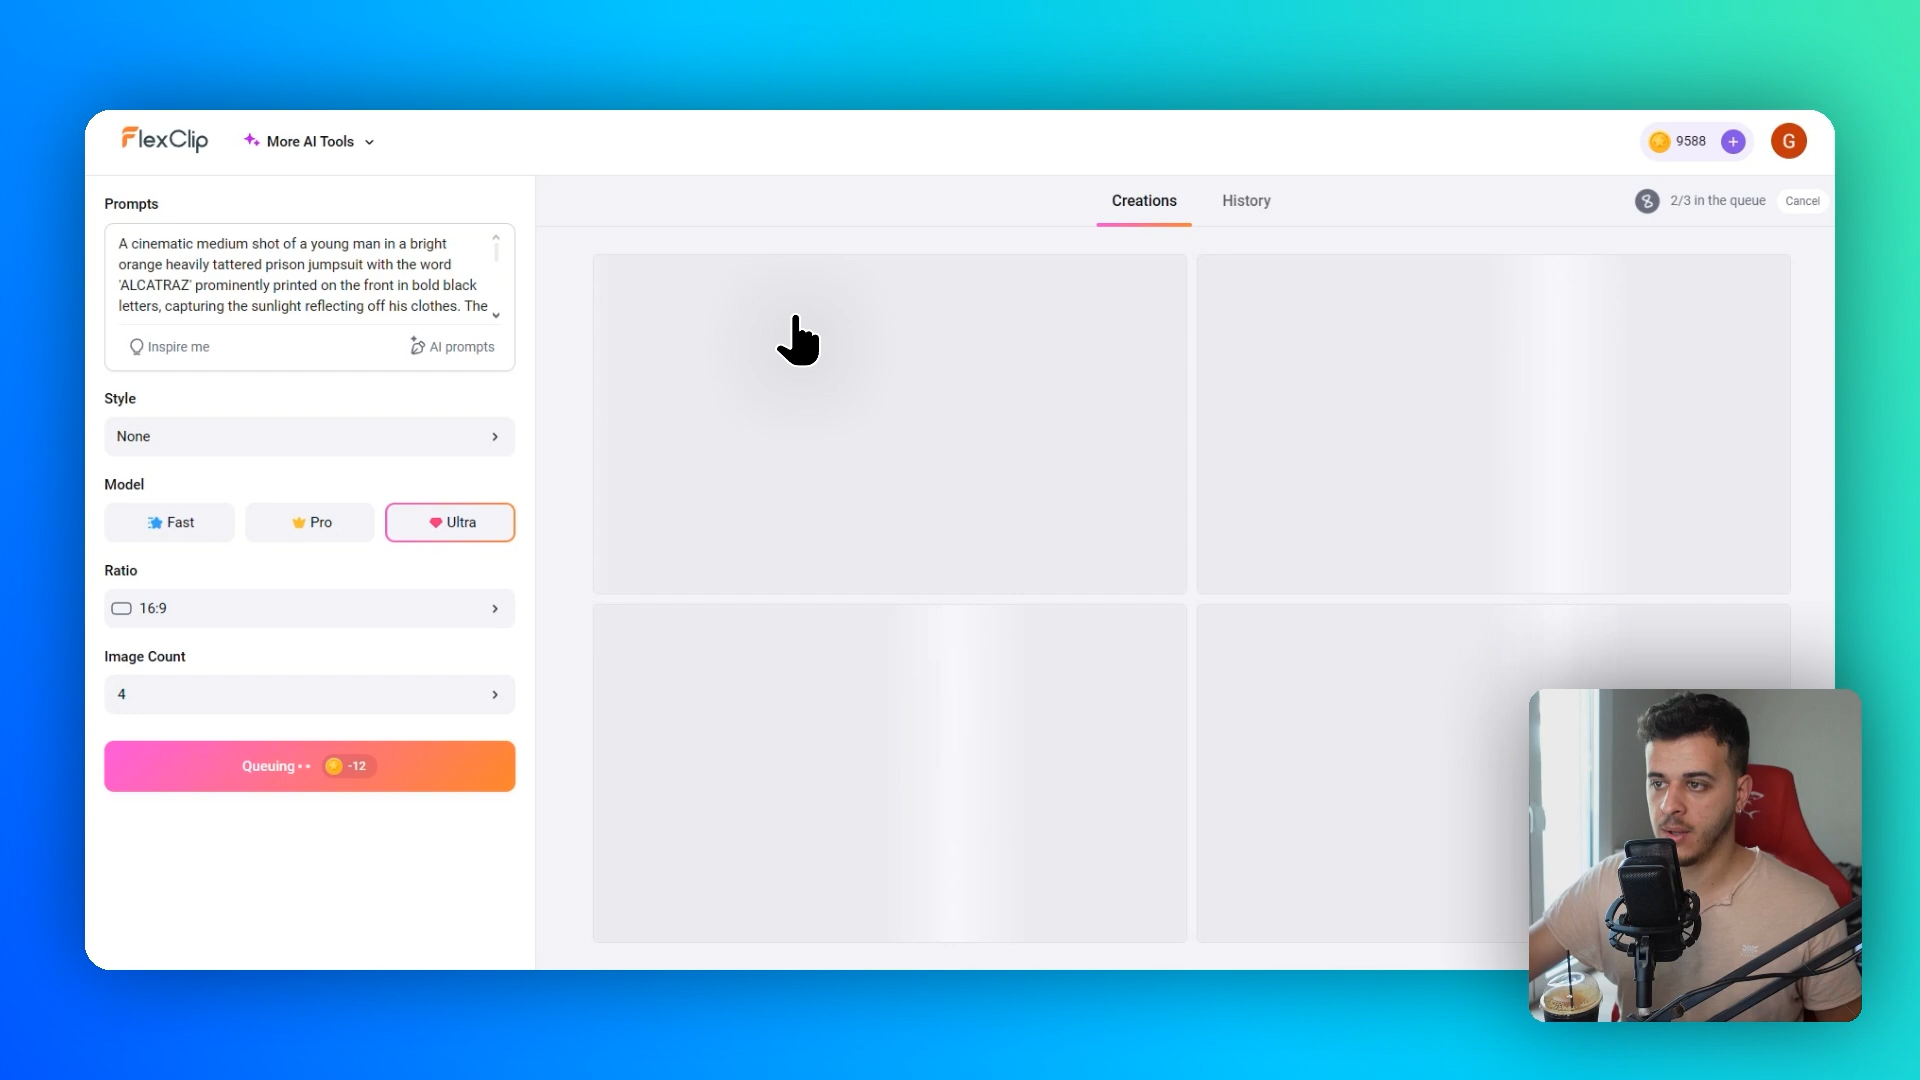 FlexClip
More AI Tools
9588
G
Prompts
A cinematic medium shot of a young man in a bright
orange heavily tattered prison jumpsuit with the word
'ALCATRAZ' prominently printed on the front in bold black
letters, capturing the sunlight reflecting off his clothes. The
Inspire me
AI prompts
Style
None
Model
Fast
Pro
Ultra
Ratio
16:9
Image Count
4
Queuing••
-12
Creations
History
2/3 in the queue
Cancel